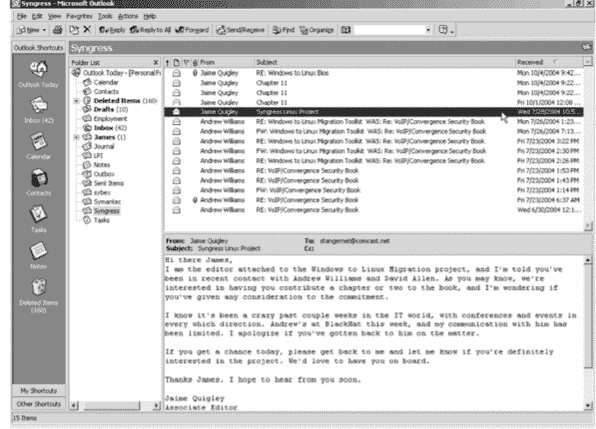 Syngress - Microsoft Outlook
File Edit View Favorites Tools Actions Help
New Reply Reply to All Forward Send/Receive Find Organize
Outlook Shortcuts
Syngress
Folder List
From Subject Received
Outlook Today - [Personal Fo
Calendar
Contacts
Deleted Items (160)
Drafts (10)
Employment
Inbox (42)
James (1)
Journal
LPI
Notes
Outbox
Sent Items
sybex
Symantec
Syngress
Tasks
Outlook Today
Inbox (42)
Calendar
Contacts
Tasks
Notes
Deleted Items
(160)
My Shortcuts
Other Shortcuts
Jaime Quigley RE: Windows to Linux Bios Mon 10/4/2004 9:42...
Jaime Quigley Chapter 11 Mon 10/4/2004 9:22...
Jaime Quigley Chapter 11 Mon 10/4/2004 9:22...
Jaime Quigley Chapter 11 Fri 10/1/2004 12:08 ...
Jaime Quigley Syngress Linux Project Wed 7/28/2004 10:5...
Andrew Williams RE: Windows to Linux Migration Toolkit WAS: Re: VoIP/Convergence Security Book Mon 7/26/2004 1:23...
Andrew Williams FW: Windows to Linux Migration Toolkit WAS: Re: VoIP/Convergence Security Book Mon 7/26/2004 7:13...
Andrew Williams RE: Windows to Linux Migration Toolkit WAS: Re: VoIP/Convergence Security Book Fri 7/23/2004 3:22 PM
Andrew Williams RE: Windows to Linux Migration Toolkit WAS: Re: VoIP/Convergence Security Book Fri 7/23/2004 2:30 PM
Andrew Williams FW: Windows to Linux Migration Toolkit WAS: Re: VoIP/Convergence Security Book Fri 7/23/2004 2:26 PM
Andrew Williams RE: VoIP/Convergence Security Book Fri 7/23/2004 1:53 PM
Andrew Williams RE: VoIP/Convergence Security Book Fri 7/23/2004 1:43 PM
Andrew Williams FW: VoIP/Convergence Security Book Fri 7/23/2004 1:14 PM
Andrew Williams RE: VoIP/Convergence Security Book Fri 7/23/2004 6:37 AM
Andrew Williams RE: VoIP/Convergence Security Book Wed 6/30/2004 12:1...
From: Jaime Quigley To: stangernet@comcast.net
Subject: Syngress Linux Project Cc:
Hi there James,
I am the editor attached to the Windows to Linux Migration project, and I'm told you've
been in recent contact with Andrew Williams and David Allen. As you may know, we're
interested in having you contribute a chapter or two to the book, and I'm wondering if
you've given any consideration to the commitment.
I know it's been a crazy past couple weeks in the IT world, with conferences and events in
every which direction. Andrew's at BlackHat this week, and my communication with him has
been limited. I apologize if you've gotten back to him on the matter.
If you get a chance today, please get back to me and let me know if you're definitely
interested in the project. We'd love to have you on board.
Thanks James. I hope to hear from you soon.
Jaime Quigley
Associate Editor
15 Items